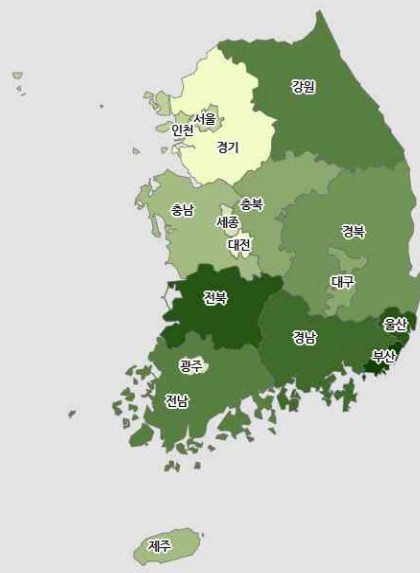 강원
서울
인천
경기
충북
충남
세종
경북
대전
대구
전북
울산
경남
부산
광주
전남
제주